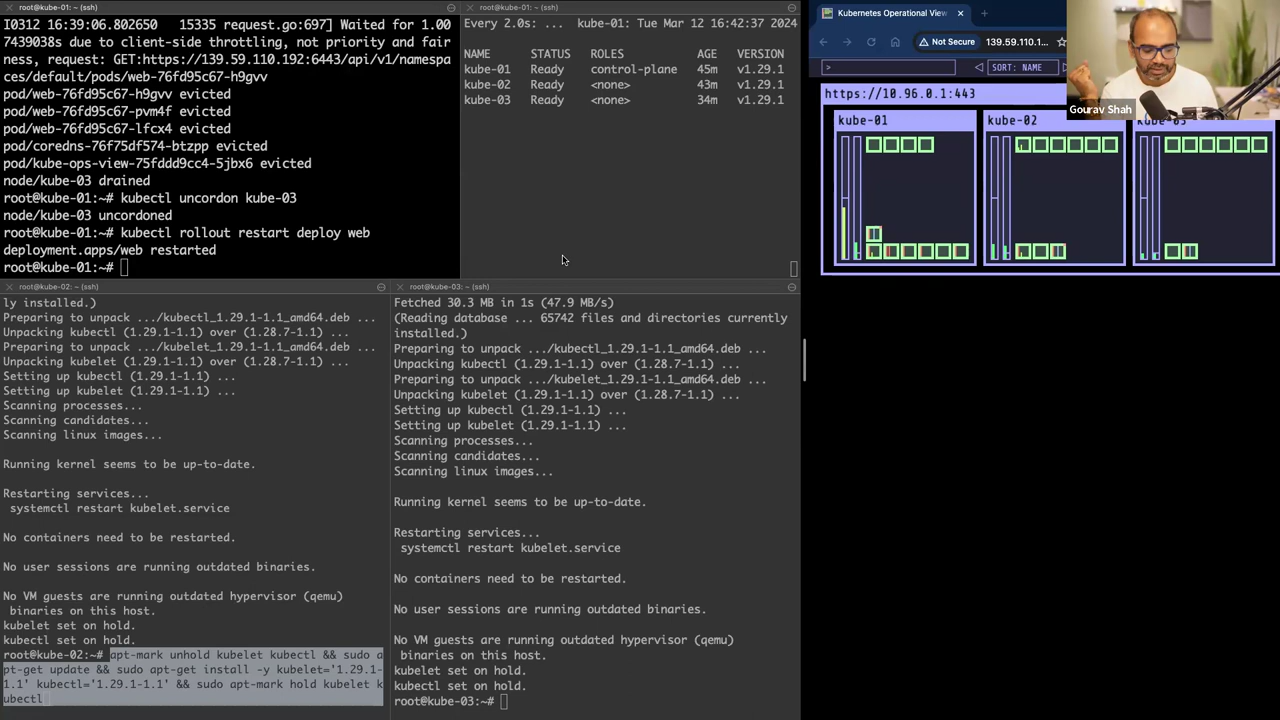 root@kube-01: ~ (ssh)
I0312 16:39:06.802650   15335 request.go:697] Waited for 1.00
7439038s due to client-side throttling, not priority and fair
ness, request: GET:https://139.59.110.192:6443/api/v1/namespa
ces/default/pods/web-76fd95c67-h9gvv
pod/web-76fd95c67-h9gvv evicted
pod/web-76fd95c67-pvm4f evicted
pod/web-76fd95c67-lfcx4 evicted
pod/coredns-76f75df574-btzpp evicted
pod/kube-ops-view-75fddd9cc4-5jbx6 evicted
node/kube-03 drained
root@kube-01:~# kubectl uncordon kube-03
node/kube-03 uncordoned
root@kube-01:~# kubectl rollout restart deploy web
deployment.apps/web restarted
root@kube-01:~#
root@kube-01: ~ (ssh)
Every 2.0s: ...  kube-01: Tue Mar 12 16:42:37 2024
NAME      STATUS   ROLES           AGE   VERSION
kube-01   Ready    control-plane   45m   v1.29.1
kube-02   Ready    <none>          43m   v1.29.1
kube-03   Ready    <none>          34m   v1.29.1
root@kube-02: ~ (ssh)
ly installed.)
Preparing to unpack .../kubectl_1.29.1-1.1_amd64.deb ...
Unpacking kubectl (1.29.1-1.1) over (1.28.7-1.1) ...
Preparing to unpack .../kubelet_1.29.1-1.1_amd64.deb ...
Unpacking kubelet (1.29.1-1.1) over (1.28.7-1.1) ...
Setting up kubectl (1.29.1-1.1) ...
Setting up kubelet (1.29.1-1.1) ...
Scanning processes...
Scanning candidates...
Scanning linux images...
Running kernel seems to be up-to-date.
Restarting services...
systemctl restart kubelet.service
No containers need to be restarted.
No user sessions are running outdated binaries.
No VM guests are running outdated hypervisor (qemu)
binaries on this host.
kubelet set on hold.
kubectl set on hold.
root@kube-02:~# apt-mark unhold kubelet kubectl && sudo a
pt-get update && sudo apt-get install -y kubelet='1.29.1-
1.1' kubectl='1.29.1-1.1' && sudo apt-mark hold kubelet k
ubectl
root@kube-03: ~ (ssh)
Fetched 30.3 MB in 1s (47.9 MB/s)
(Reading database ... 65742 files and directories currently
installed.)
Preparing to unpack .../kubectl_1.29.1-1.1_amd64.deb ...
Unpacking kubectl (1.29.1-1.1) over (1.28.7-1.1) ...
Preparing to unpack .../kubelet_1.29.1-1.1_amd64.deb ...
Unpacking kubelet (1.29.1-1.1) over (1.28.7-1.1) ...
Setting up kubectl (1.29.1-1.1) ...
Setting up kubelet (1.29.1-1.1) ...
Scanning processes...
Scanning candidates...
Scanning linux images...
Running kernel seems to be up-to-date.
Restarting services...
systemctl restart kubelet.service
No containers need to be restarted.
No user sessions are running outdated binaries.
No VM guests are running outdated hypervisor (qemu)
binaries on this host.
kubelet set on hold.
kubectl set on hold.
root@kube-03:~#
Kubernetes Operational View
Not Secure 139.59.110.1...
> SORT: NAME
https://10.96.0.1:443
Gourav Shah
kube-01
kube-02